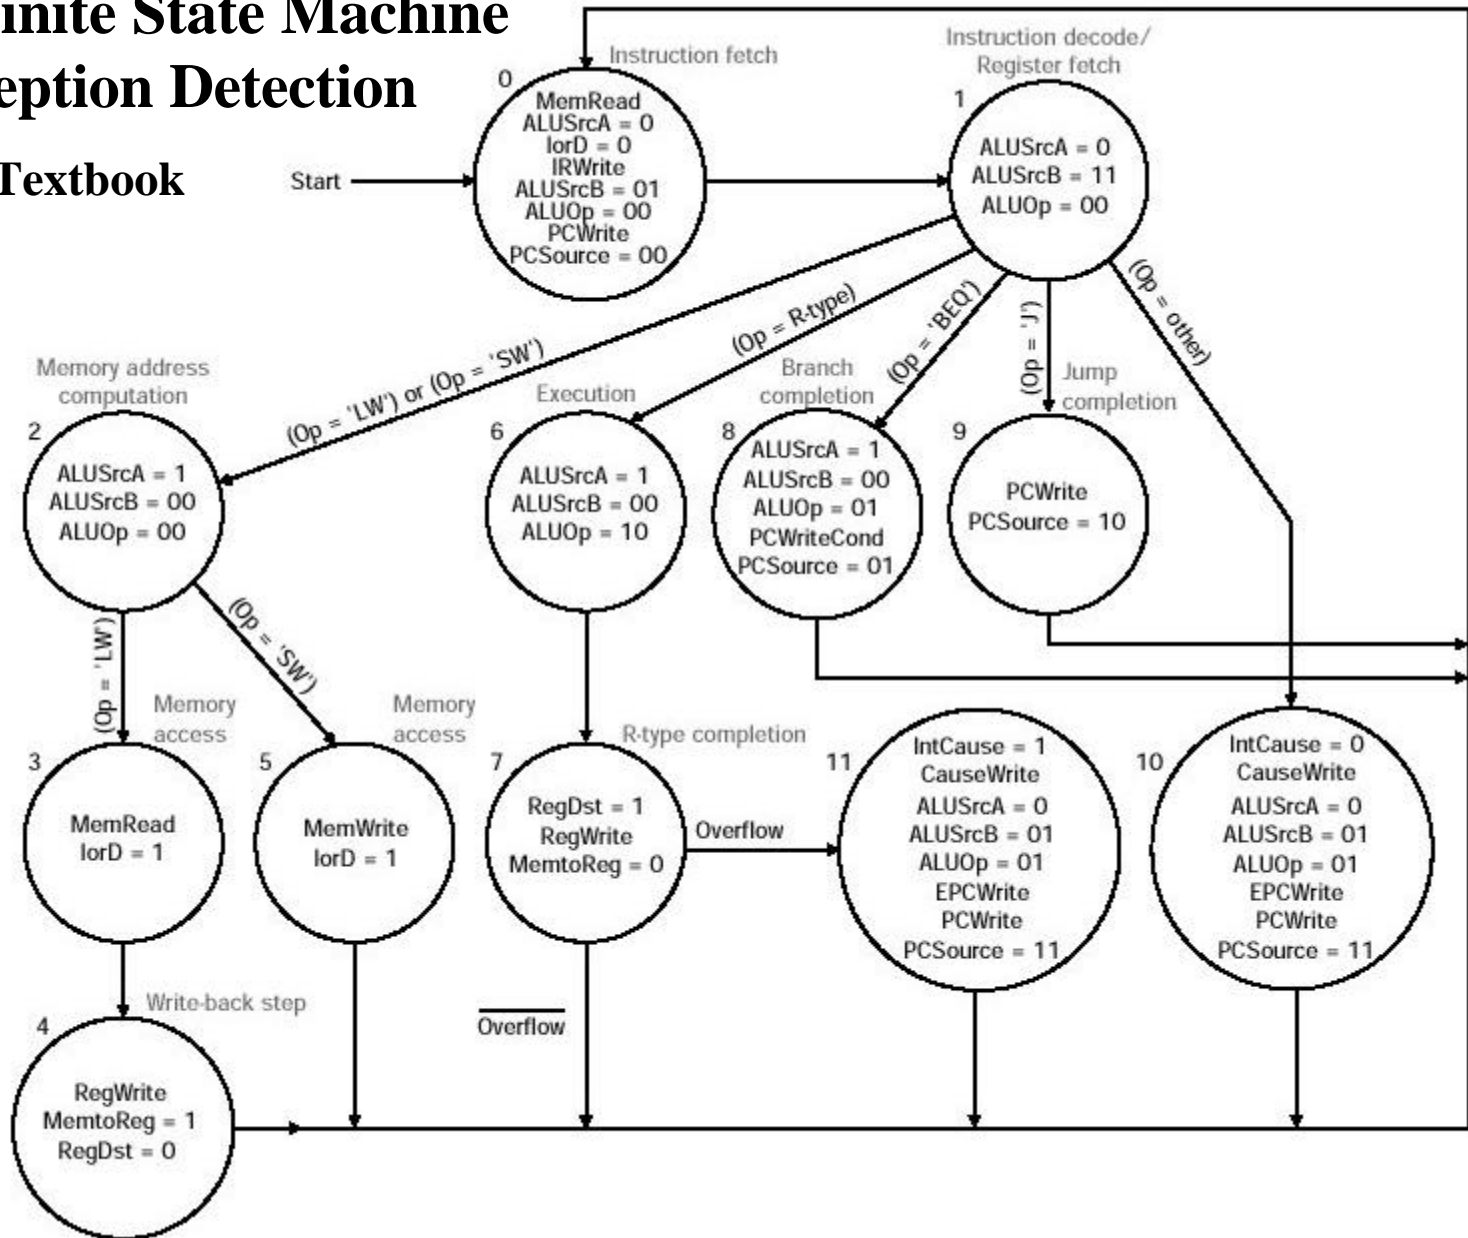 inite State Machine
eption Detection
Textbook
Start
Instruction fetch
0
MemRead
ALUSrcA = 0
IorD = 0
IRWrite
ALUSrcB = 01
ALUOp = 00
PCWrite
PCSource = 00
Instruction decode/
Register fetch
1
ALUSrcA = 0
ALUSrcB = 11
ALUOp = 00
(Op = 'LW') or (Op = 'SW')
(Op = R-type)
(Op = 'BEQ')
(Op = 'J')
(Op = other)
Memory address
computation
2
ALUSrcA = 1
ALUSrcB = 00
ALUOp = 00
Execution
6
ALUSrcA = 1
ALUSrcB = 00
ALUOp = 10
Branch
completion
8
ALUSrcA = 1
ALUSrcB = 00
ALUOp = 01
PCWriteCond
PCSource = 01
Jump
completion
9
PCWrite
PCSource = 10
(Op = 'LW')
(Op = 'SW')
Memory
access
3
MemRead
IorD = 1
Memory
access
5
MemWrite
IorD = 1
R-type completion
7
RegDst = 1
RegWrite
MemtoReg = 0
Overflow
11
IntCause = 1
CauseWrite
ALUSrcA = 0
ALUSrcB = 01
ALUOp = 01
EPCWrite
PCWrite
PCSource = 11
10
IntCause = 0
CauseWrite
ALUSrcA = 0
ALUSrcB = 01
ALUOp = 01
EPCWrite
PCWrite
PCSource = 11
Write-back step
4
RegWrite
MemtoReg = 1
RegDst = 0
Overflow